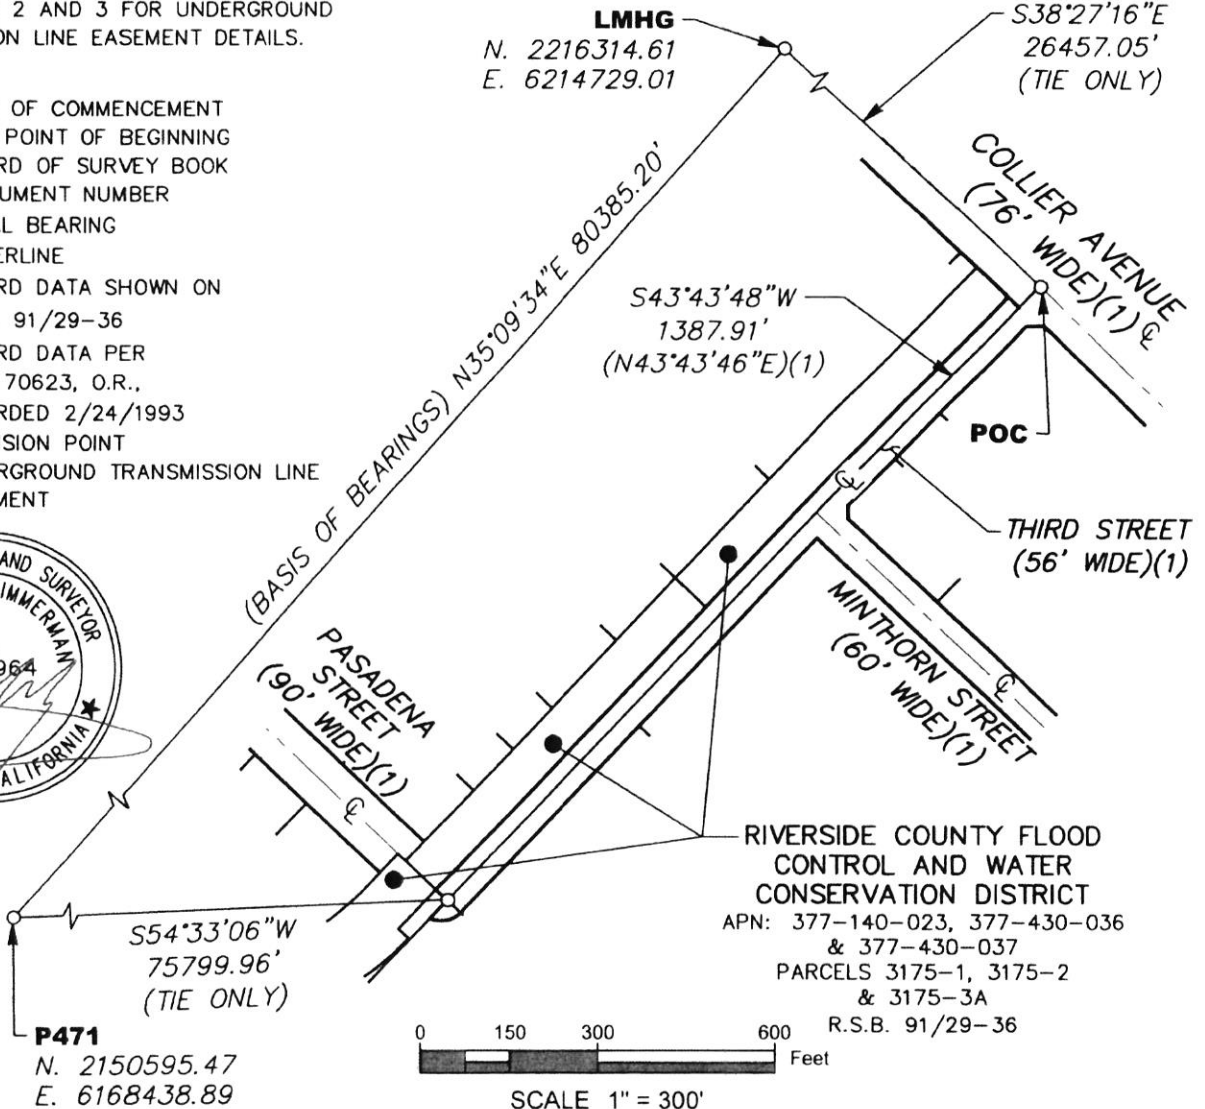 2 AND 3 FOR UNDERGROUND
ON LINE EASEMENT DETAILS.
OF COMMENCEMENT
POINT OF BEGINNING
RD OF SURVEY BOOK
UMENT NUMBER
L BEARING
ERLINE
RD DATA SHOWN ON
91/29-36
RD DATA PER
70623, O.R.,
RDED 2/24/1993
SION POINT
RGROUND TRANSMISSION LINE
MENT
AND SURVEYOR
IMMERMAN
964
ALIFORNIA
LMHG
N. 2216314.61
E. 6214729.01
S38°27'16"E
26457.05'
(TIE ONLY)
COLLIER AVENUE
(76' WIDE)(1)
(BASIS OF BEARINGS) N35°09'34"E 80385.20'
S43°43'48"W
1387.91'
(N43°43'46"E)(1)
POC
THIRD STREET
(56' WIDE)(1)
MINTHORN STREET
(60' WIDE)(1)
PASADENA
STREET
(90' WIDE)(1)
RIVERSIDE COUNTY FLOOD
CONTROL AND WATER
CONSERVATION DISTRICT
APN: 377-140-023, 377-430-036
& 377-430-037
PARCELS 3175-1, 3175-2
& 3175-3A
R.S.B. 91/29-36
S54°33'06"W
75799.96'
(TIE ONLY)
P471
N. 2150595.47
E. 6168438.89
0 150 300 600
Feet
SCALE 1" = 300'